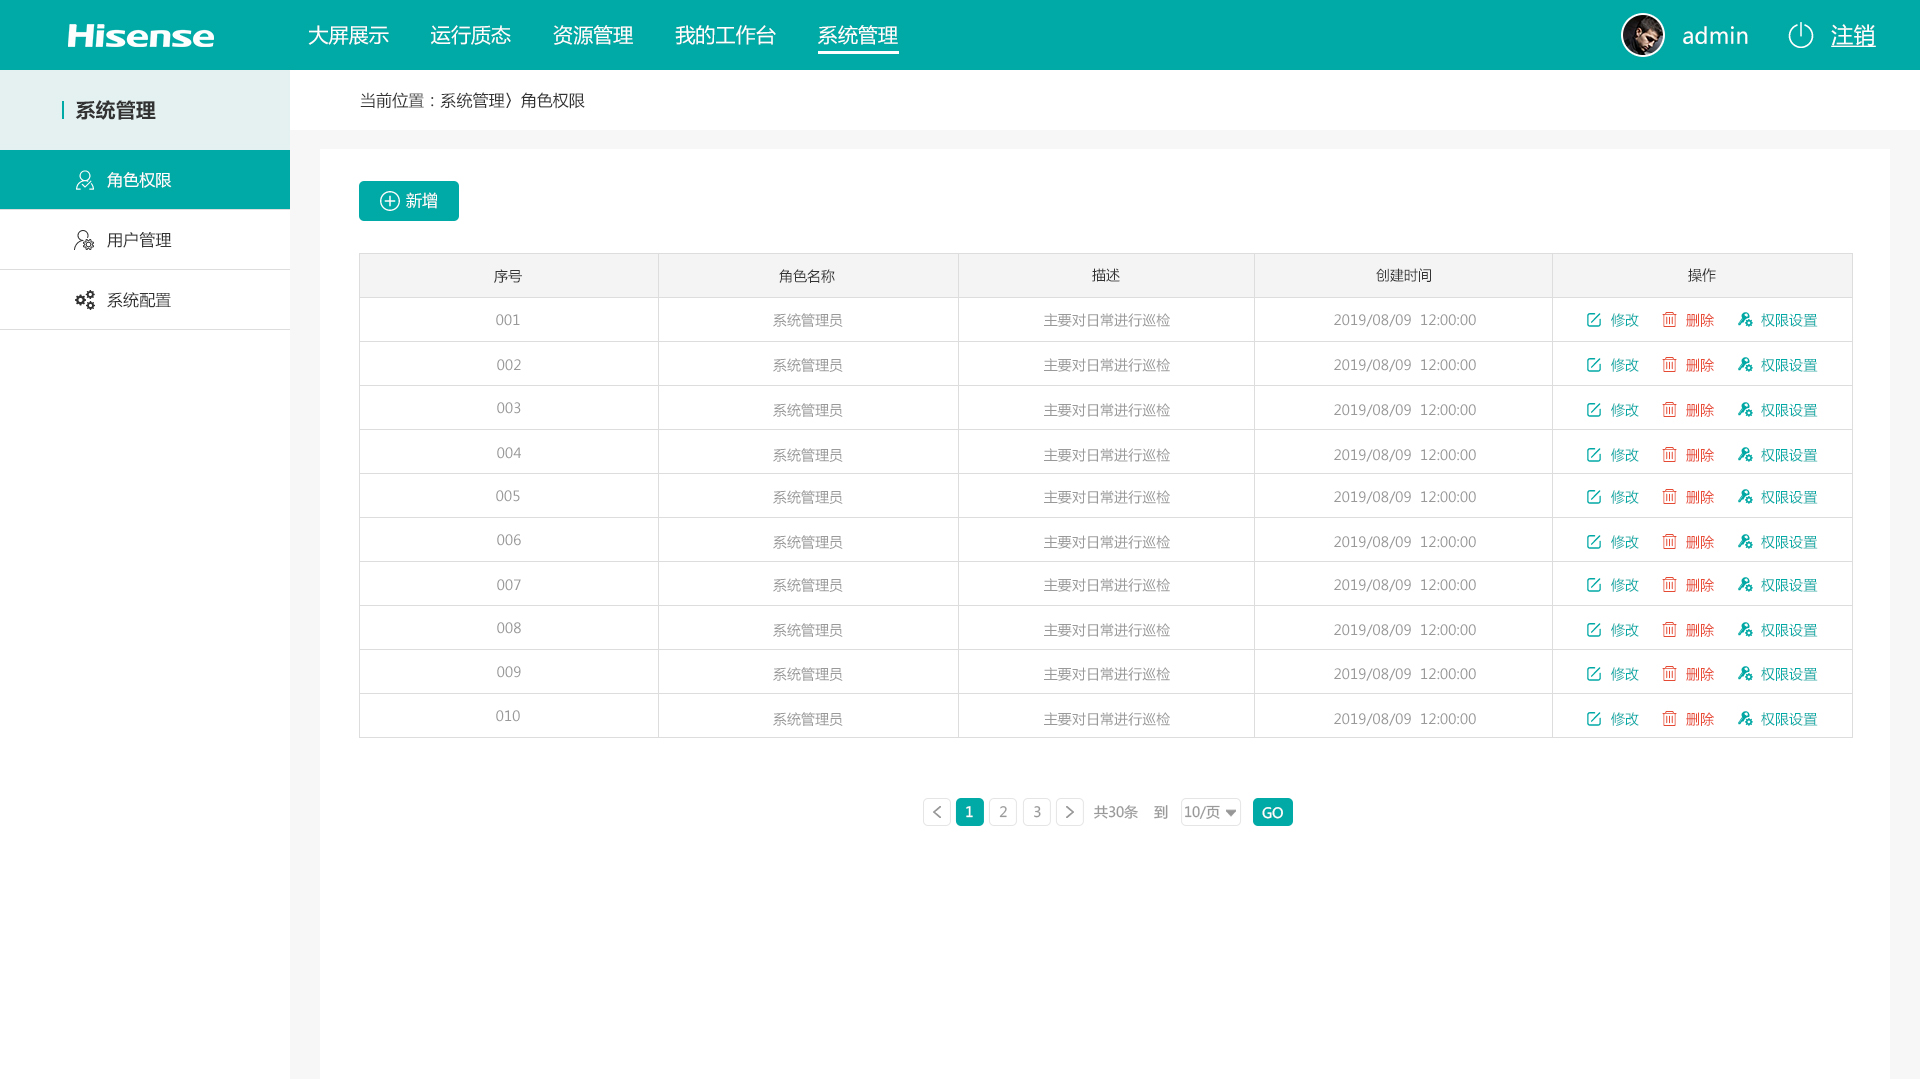 Hisense 大屏展示 运行质态 资源管理 我的工作台 系统管理 admin 注销
系统管理
角色权限
用户管理
系统配置
当前位置：系统管理〉角色权限
新增
序号 角色名称 描述 创建时间 操作
001 系统管理员 主要对日常进行巡检 2019/08/09 12:00:00 修改 删除 权限设置
002 系统管理员 主要对日常进行巡检 2019/08/09 12:00:00 修改 删除 权限设置
003 系统管理员 主要对日常进行巡检 2019/08/09 12:00:00 修改 删除 权限设置
004 系统管理员 主要对日常进行巡检 2019/08/09 12:00:00 修改 删除 权限设置
005 系统管理员 主要对日常进行巡检 2019/08/09 12:00:00 修改 删除 权限设置
006 系统管理员 主要对日常进行巡检 2019/08/09 12:00:00 修改 删除 权限设置
007 系统管理员 主要对日常进行巡检 2019/08/09 12:00:00 修改 删除 权限设置
008 系统管理员 主要对日常进行巡检 2019/08/09 12:00:00 修改 删除 权限设置
009 系统管理员 主要对日常进行巡检 2019/08/09 12:00:00 修改 删除 权限设置
010 系统管理员 主要对日常进行巡检 2019/08/09 12:00:00 修改 删除 权限设置
1 2 3 共30条 到 10/页 GO